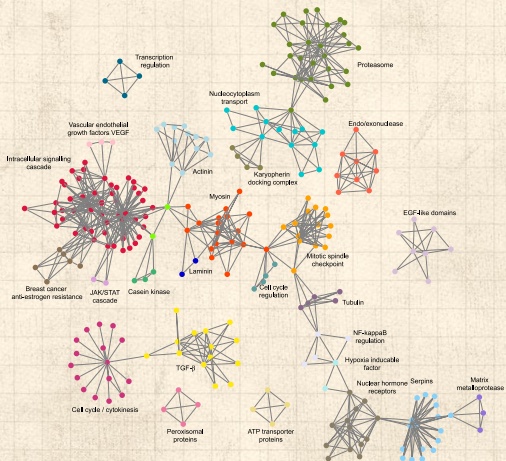 Transcription
regulation
Proteasome
Nucleocytoplasm
transport
Vascular endothelial
growth factors VEGF
Endo/exonuclease
Intracellular signalling
cascade
Actinin
Karyopherin
docking complex
Myosin
EGF-like domains
Mitotic spindle
checkpoint
Laminin
Breast cancer
anti-estrogen resistance
JAK/STAT
cascade
Casein kinase
Cell cycle
regulation
Tubulin
NF-kappaB
regulation
TGF-β
Hypoxia inducable
factor
Nuclear hormone
receptors
Serpins
Matrix
metalloprotease
Cell cycle / cytokinesis
Peroxisomal
proteins
ATP transporter
proteins